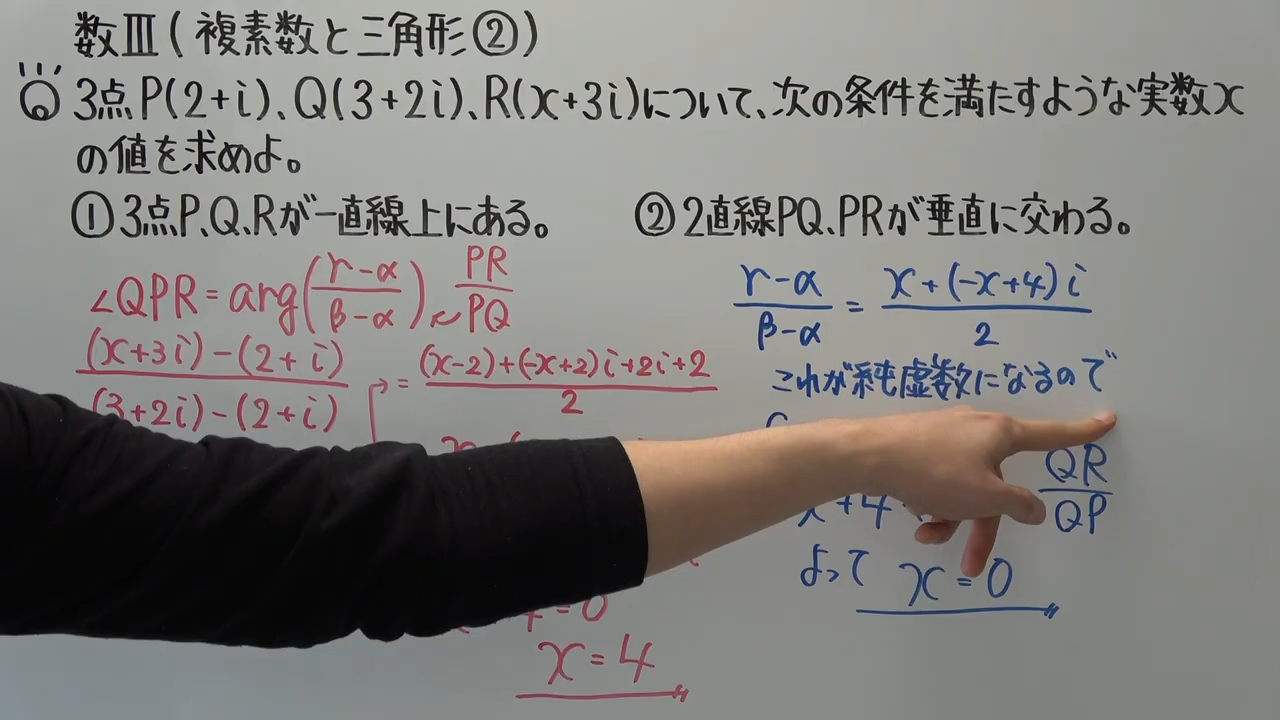 数Ⅲ(複素数と三角形②)
Q 3点P(2+i)、Q(3+2i)、R(x+3i)について、次の条件を満たすような実数x
の値を求めよ。
①3点P、Q、Rが一直線上にある。
∠QPR=arg(γ-α/β-α) PR/PQ
(x+3i)-(2+i)/(3+2i)-(2+i)
=(x-2)+(-x+2)i+2i+2/2
x=4
②2直線PQ、PRが垂直に交わる。
γ-α/β-α=x+(-x+4)i/2
これが純虚数になるので
QR/QP
よって x=0